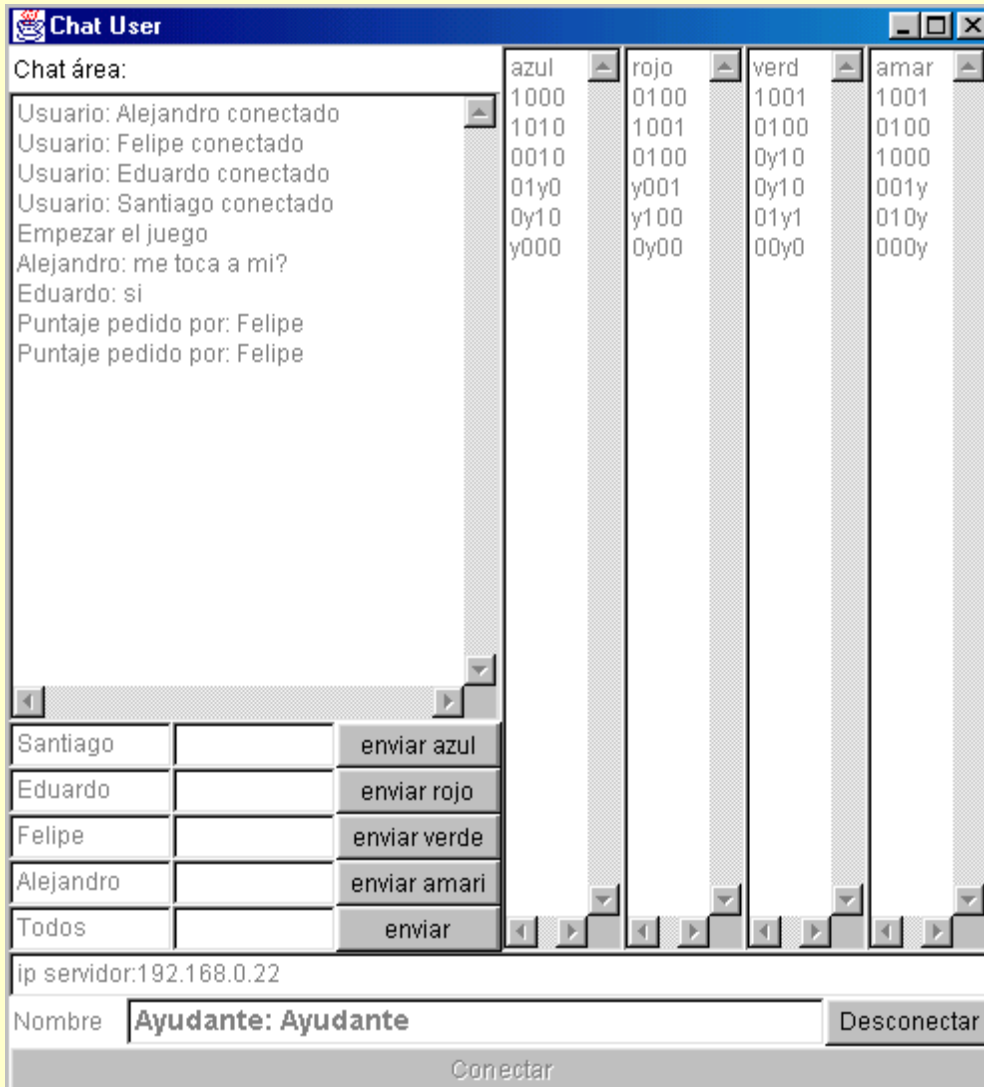 Chat User
Chat área:
Usuario: Alejandro conectado
Usuario: Felipe conectado
Usuario: Eduardo conectado
Usuario: Santiago conectado
Empezar el juego
Alejandro: me toca a mi?
Eduardo: si
Puntaje pedido por: Felipe
Puntaje pedido por: Felipe
azul
1000
1010
0010
01y0
0y10
y000
rojo
0100
1001
0100
y001
y100
0y00
verd
1001
0100
0y10
0y10
01y1
00y0
amar
1001
0100
1000
001y
010y
000y
Santiago enviar azul
Eduardo enviar rojo
Felipe enviar verde
Alejandro enviar amari
Todos enviar
ip servidor:192.168.0.22
Nombre Ayudante: Ayudante Desconectar
Conectar